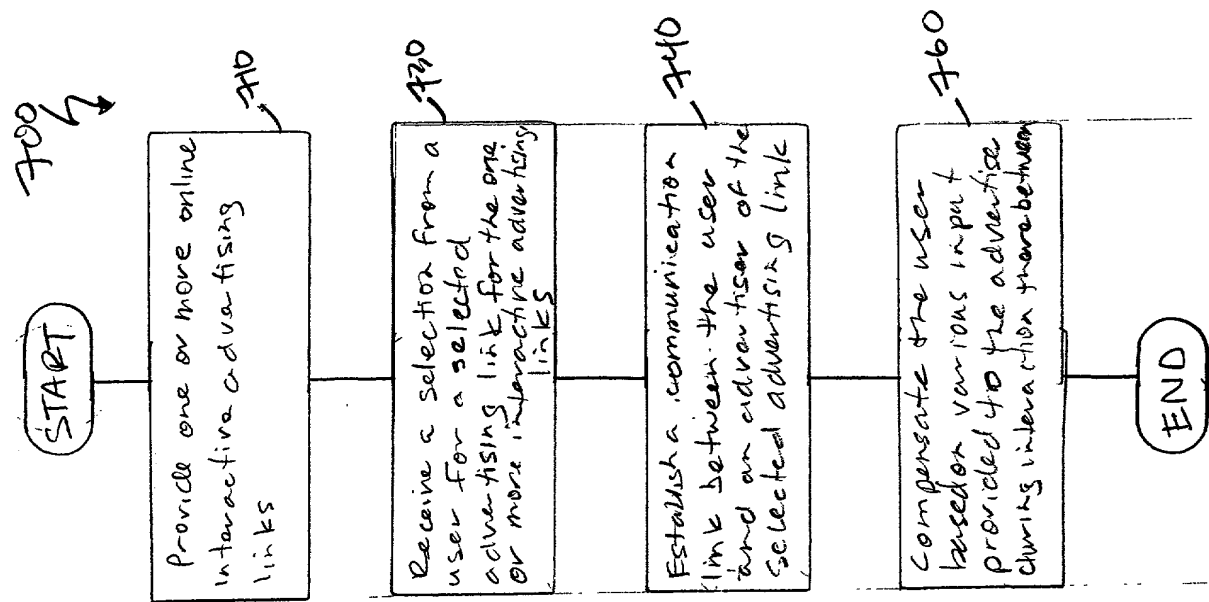 700
START
Provide one or more online
interactive advertising
links
710
Receive a selection from a
user for a selected
advertising link for the one
or more interactive advertising
links
730
Establish a communication
link between the user
and an advertiser of the
selected advertising link
740
Compensate the user
based on various input
provided to the advertise
during interaction therebetween
760
END